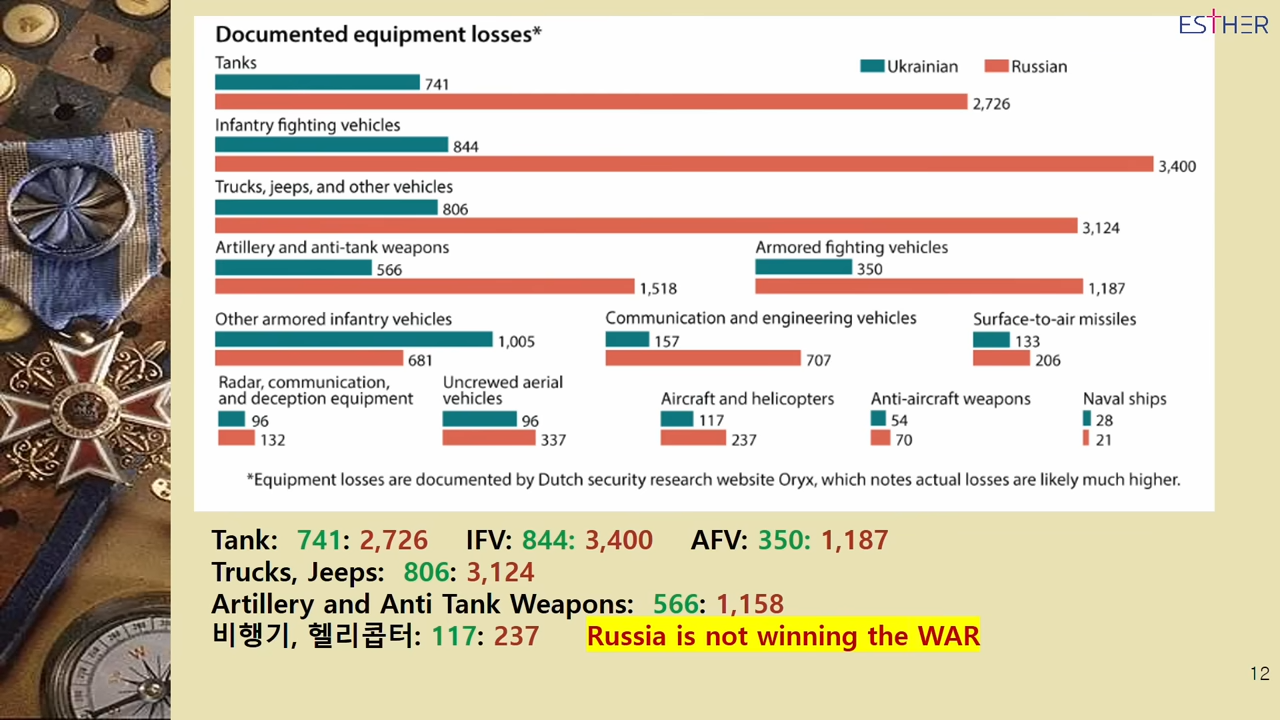 ESTHER
Documented equipment losses*
Ukrainian Russian
Tanks
741
2,726
Infantry fighting vehicles
844
3,400
Trucks, jeeps, and other vehicles
806
3,124
Artillery and anti-tank weapons
566
1,518
Armored fighting vehicles
350
1,187
Other armored infantry vehicles
1,005
681
Communication and engineering vehicles
157
707
Surface-to-air missiles
133
206
Radar, communication,
and deception equipment
96
132
Uncrewed aerial
vehicles
96
337
Aircraft and helicopters
117
237
Anti-aircraft weapons
54
70
Naval ships
28
21
*Equipment losses are documented by Dutch security research website Oryx, which notes actual losses are likely much higher.
Tank: 741: 2,726 IFV: 844: 3,400 AFV: 350: 1,187
Trucks, Jeeps: 806: 3,124
Artillery and Anti Tank Weapons: 566: 1,158
비행기, 헬리콥터: 117: 237 Russia is not winning the WAR
12